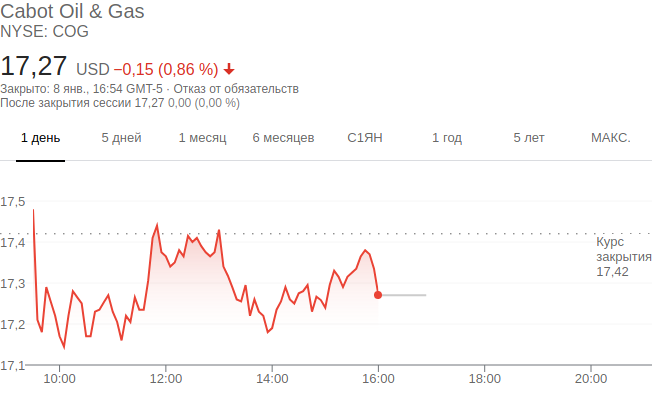 Cabot Oil & Gas
NYSE: COG
17,27 USD −0,15 (0,86 %)
Закрыто: 8 янв., 16:54 GMT-5 · Отказ от обязательств
После закрытия сессии 17,27 0,00 (0,00 %)
1 день 5 дней 1 месяц 6 месяцев С1ЯН 1 год 5 лет МАКС.
17,5
17,4
Курс
закрытия
17,42
17,3
17,2
17,1
10:00 12:00 14:00 16:00 18:00 20:00